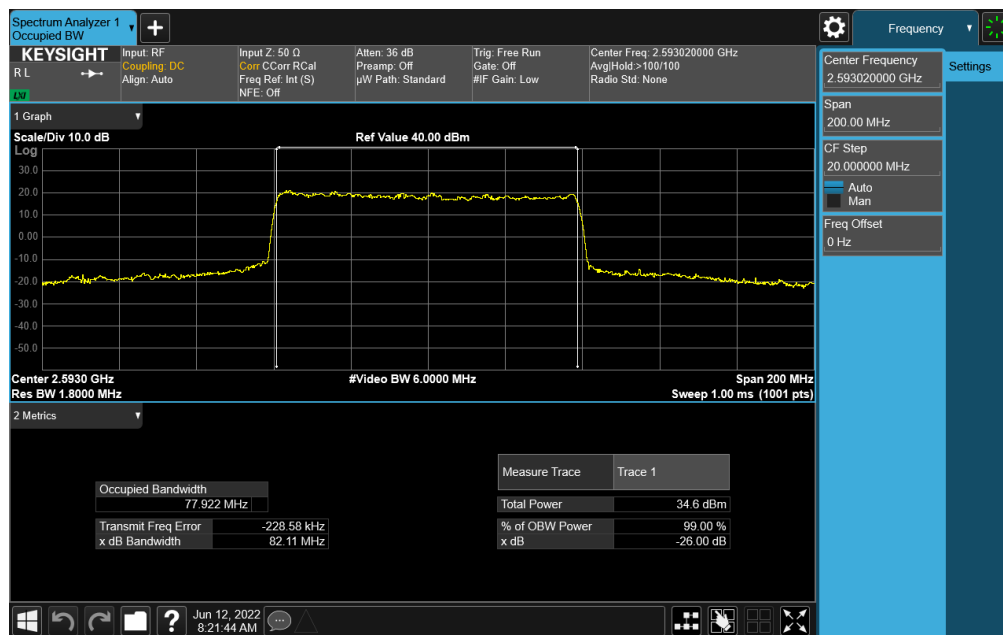 Spectrum Analyzer 1
Occupied BW
Frequency
KEYSIGHT
R L
LXI
Input: RF
Coupling: DC
Align: Auto
Input Z: 50 Ω
Corr CCorr RCal
Freq Ref: Int (S)
NFE: Off
Atten: 36 dB
Preamp: Off
µW Path: Standard
Trig: Free Run
Gate: Off
#IF Gain: Low
Center Freq: 2.593020000 GHz
Avg|Hold:>100/100
Radio Std: None
Center Frequency
2.593020000 GHz
Settings
Span
200.00 MHz
CF Step
20.000000 MHz
Auto
Man
Freq Offset
0 Hz
1 Graph
Scale/Div 10.0 dB
Ref Value 40.00 dBm
Log
30.0
20.0
10.0
0.00
-10.0
-20.0
-30.0
-40.0
-50.0
Center 2.5930 GHz
#Video BW 6.0000 MHz
Span 200 MHz
Res BW 1.8000 MHz
Sweep 1.00 ms (1001 pts)
2 Metrics
Occupied Bandwidth
77.922 MHz
Transmit Freq Error -228.58 kHz
x dB Bandwidth 82.11 MHz
Measure Trace Trace 1
Total Power 34.6 dBm
% of OBW Power 99.00 %
x dB -26.00 dB
Jun 12, 2022
8:21:44 AM